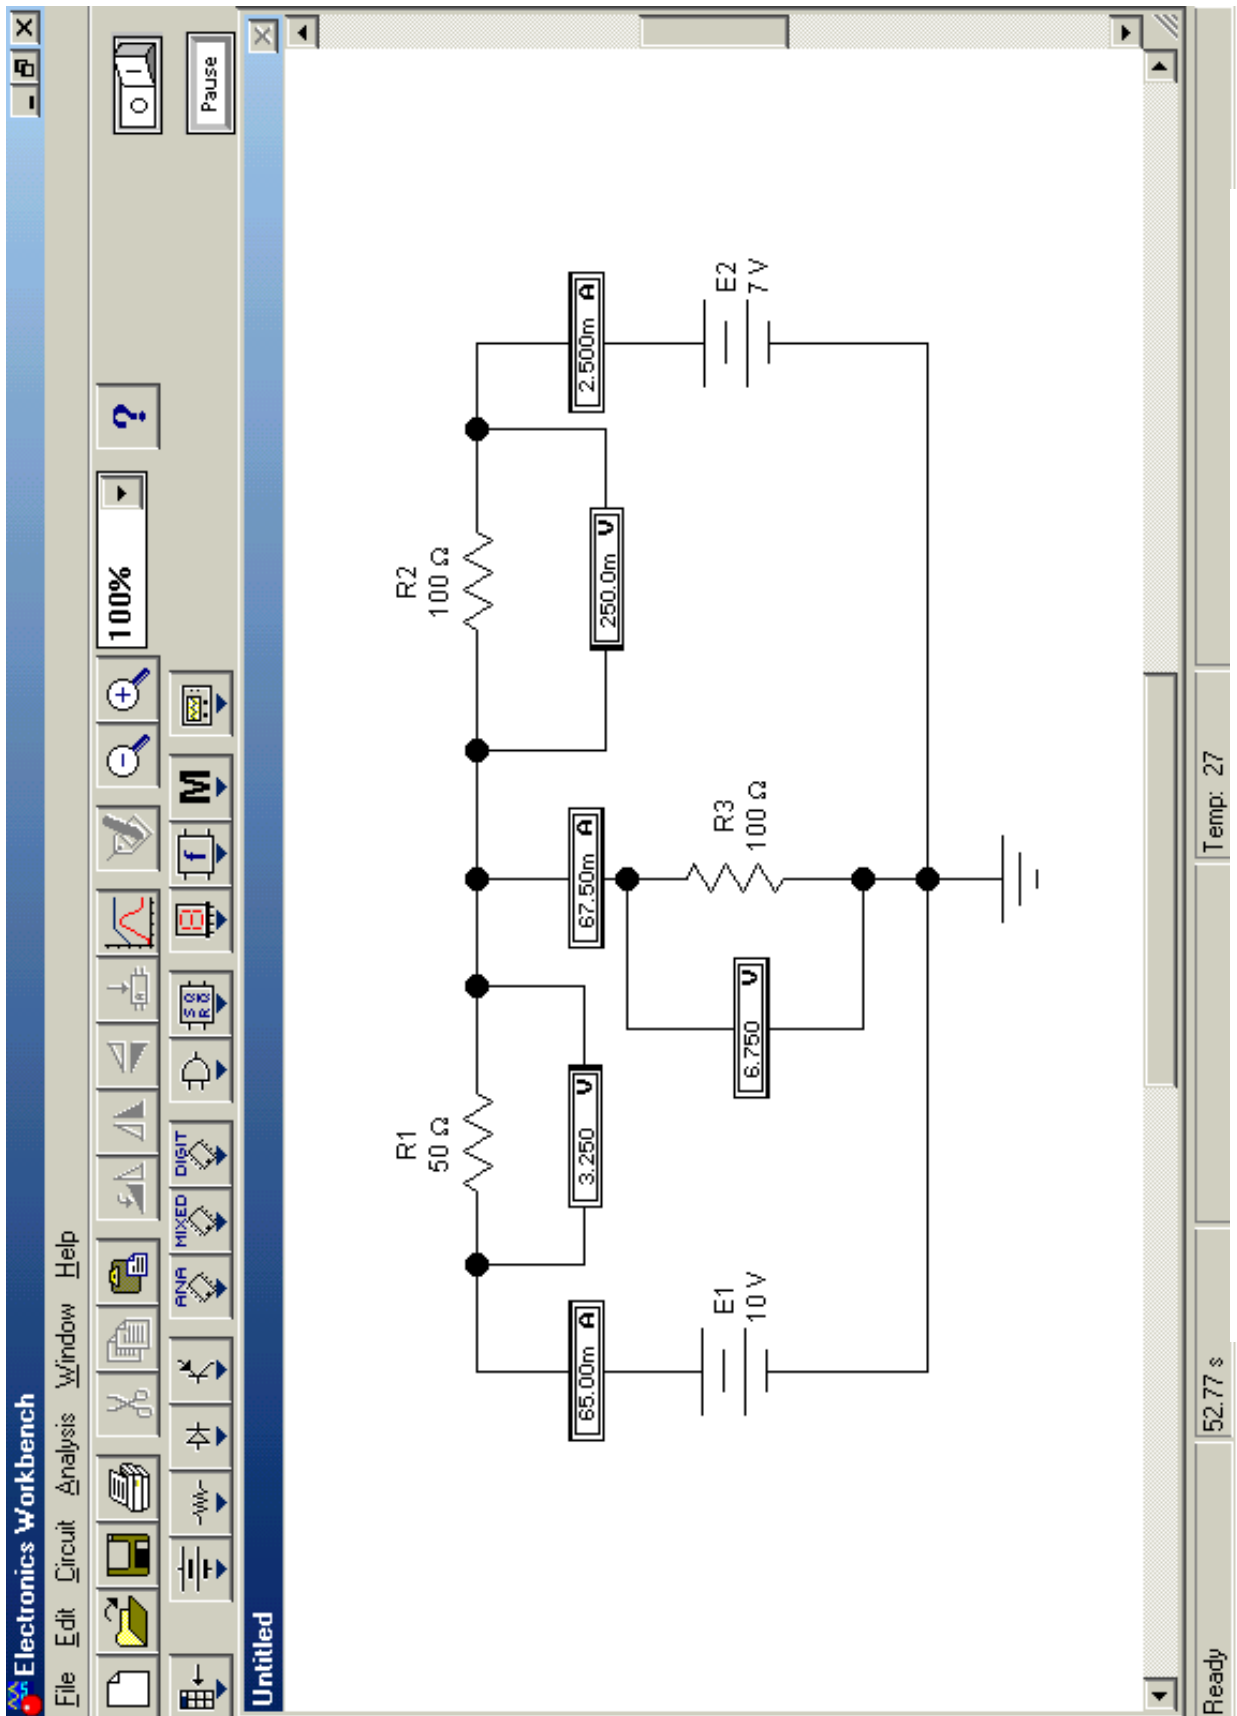 Electronics Workbench
File Edit Circuit Analysis Window Help
100%
?
O I
ANA MIXED DIGIT
M
Pause
Untitled
R1
50 Ω
R2
100 Ω
3.250 V
250.0m V
65.00m A
67.50m A
2.500m A
E1
10 V
6.750 V
R3
100 Ω
E2
7 V
Ready 52.77 s Temp: 27